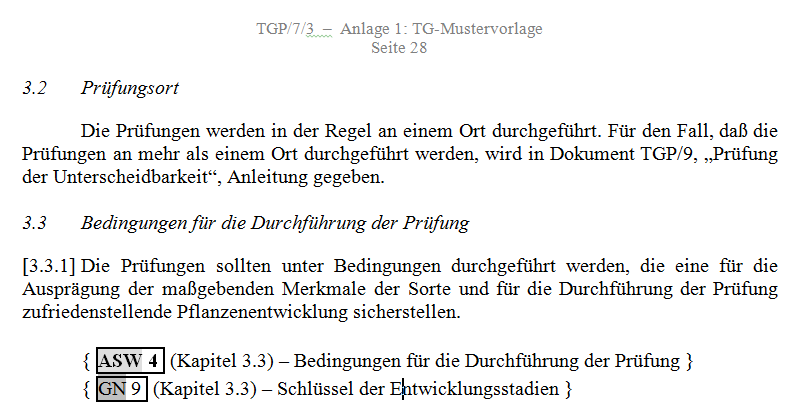 TGP/7/3 – Anlage 1: TG-Mustervorlage
Seite 28
3.2 Prüfungsort
Die Prüfungen werden in der Regel an einem Ort durchgeführt. Für den Fall, daß die
Prüfungen an mehr als einem Ort durchgeführt werden, wird in Dokument TGP/9, „Prüfung
der Unterscheidbarkeit“, Anleitung gegeben.
3.3 Bedingungen für die Durchführung der Prüfung
[3.3.1] Die Prüfungen sollten unter Bedingungen durchgeführt werden, die eine für die
Ausprägung der maßgebenden Merkmale der Sorte und für die Durchführung der Prüfung
zufriedenstellende Pflanzenentwicklung sicherstellen.
{ ASW 4 (Kapitel 3.3) – Bedingungen für die Durchführung der Prüfung }
{ GN 9 (Kapitel 3.3) – Schlüssel der Entwicklungsstadien }